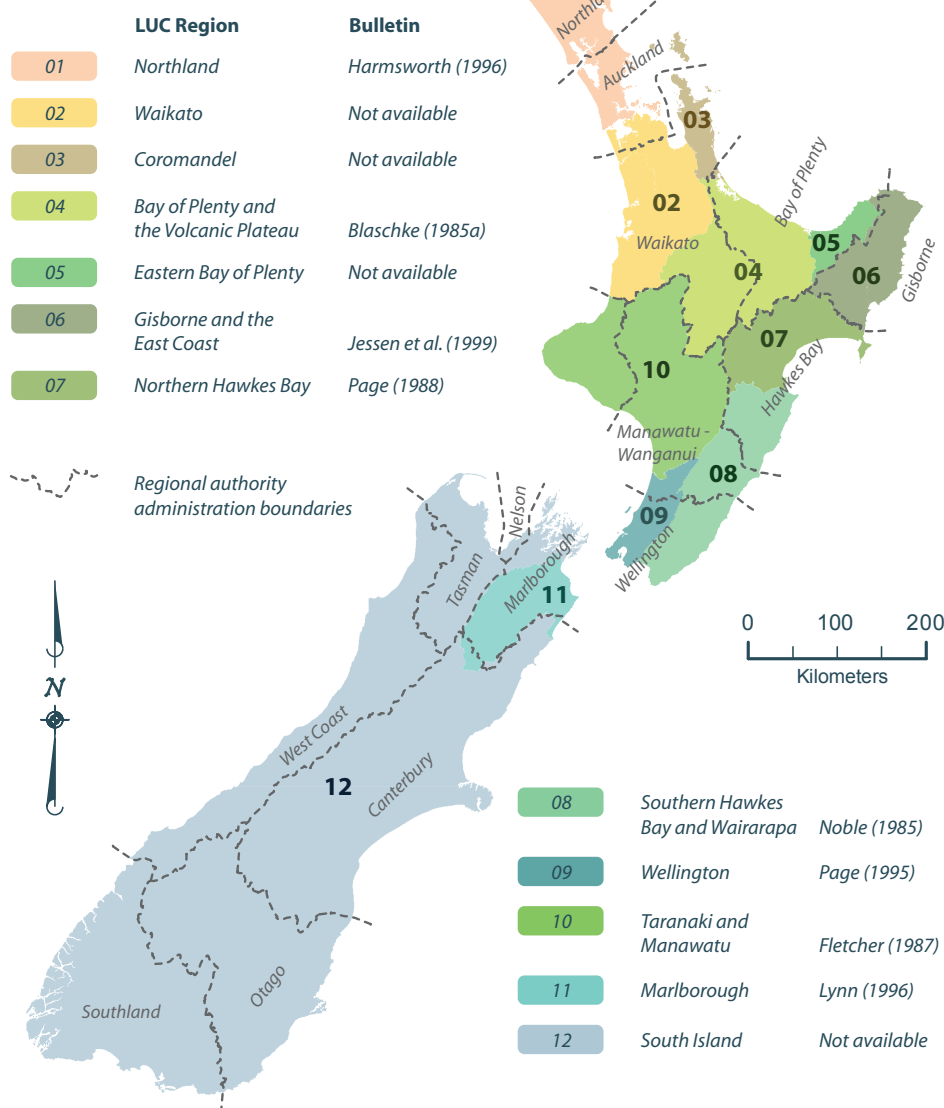 LUC Region Bulletin
01 Northland Harmsworth (1996)
02 Waikato Not available
03 Coromandel Not available
04 Bay of Plenty and
the Volcanic Plateau Blaschke (1985a)
05 Eastern Bay of Plenty Not available
06 Gisborne and the
East Coast Jessen et al. (1999)
07 Northern Hawkes Bay Page (1988)
Regional authority
administration boundaries
N
Auckland
03
02
Waikato
Bay of Plenty
04
05
06
Gisborne
07
Hawkes Bay
10
Manawatu -
Wanganui
08
09
Wellington
Nelson
Tasman
Marlborough
11
West Coast
12
Canterbury
Otago
Southland
0 100 200
Kilometers
08 Southern Hawkes
Bay and Wairarapa Noble (1985)
09 Wellington Page (1995)
10 Taranaki and
Manawatu Fletcher (1987)
11 Marlborough Lynn (1996)
12 South Island Not available